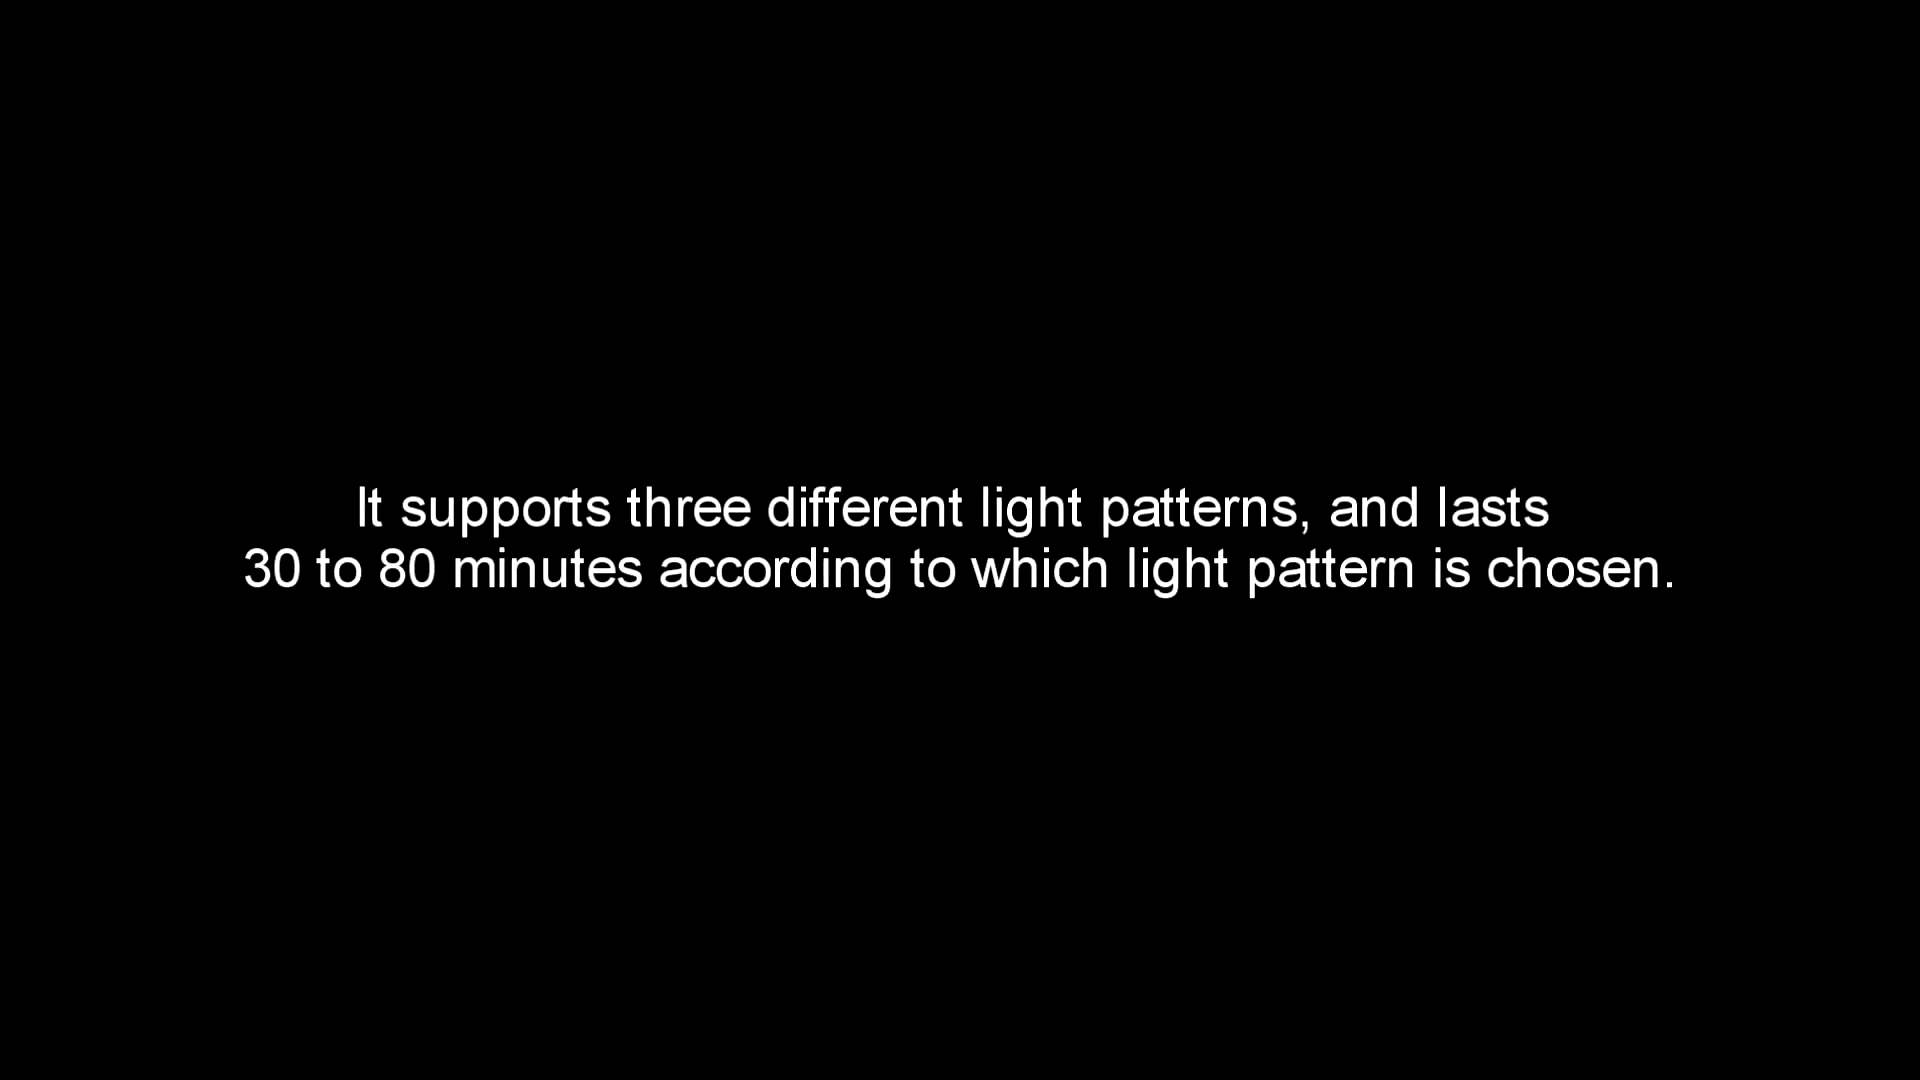 It supports three different light patterns, and lasts
30 to 80 minutes according to which light pattern is chosen.